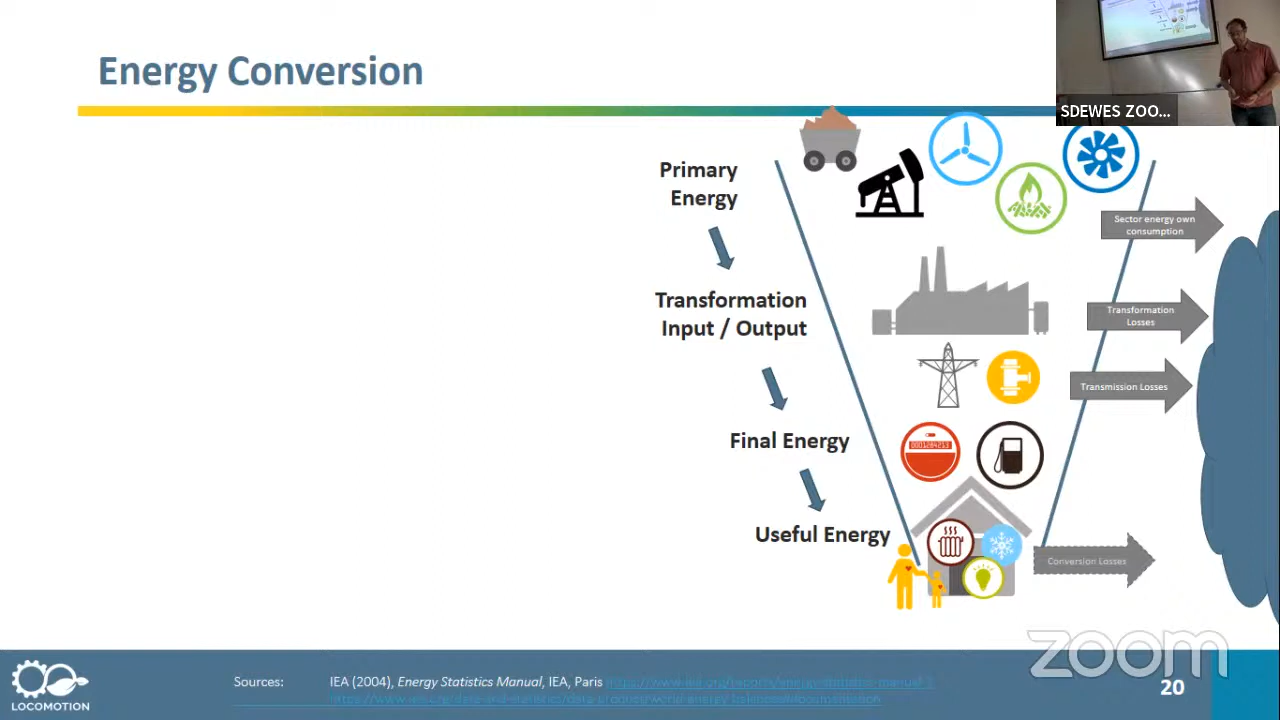 Energy Conversion
SDEWES ZOO...
Primary
Energy
Sector energy own
consumption
Transformation
Input / Output
Transformation
Losses
Transmission Losses
Final Energy
Useful Energy
Conversion Losses
zoom
LOCOMOTION
Sources:
IEA (2004), Energy Statistics Manual, IEA, Paris
20